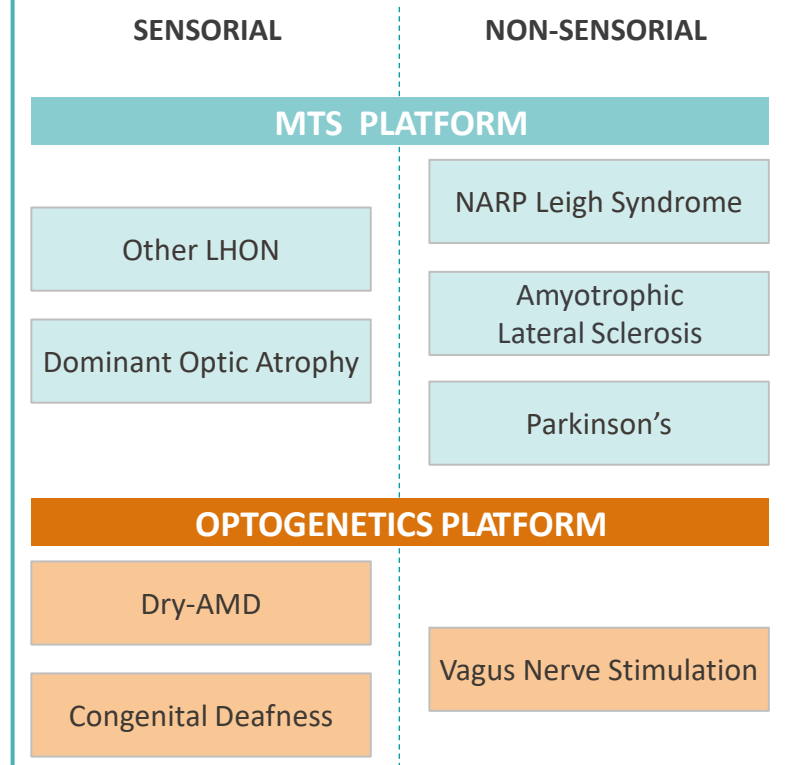 SENSORIAL
NON-SENSORIAL
MTS PLATFORM
Other LHON
Dominant Optic Atrophy
NARP Leigh Syndrome
Amyotrophic
Lateral Sclerosis
Parkinson's
OPTOGENETICS PLATFORM
Dry-AMD
Congenital Deafness
Vagus Nerve Stimulation